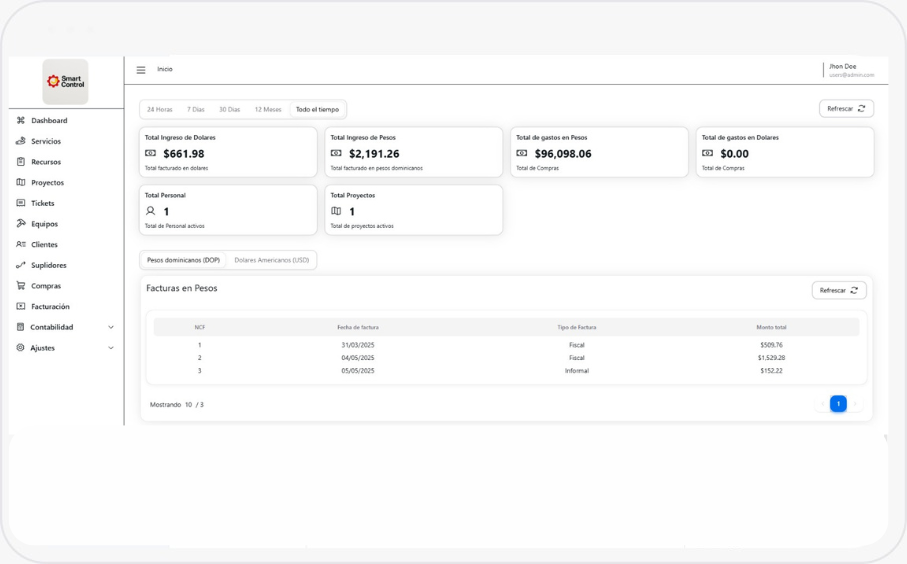 Smart
Control
Inicio
Jhon Doe
users@admin.com
Dashboard
Servicios
Recursos
Proyectos
Tickets
Equipos
Clientes
Suplidores
Compras
Facturación
Contabilidad
Ajustes
24 Horas 7 Dias 30 Dias 12 Meses Todo el tiempo
Refrescar
Total Ingreso de Dolares
$661.98
Total facturado en dolares
Total Ingreso de Pesos
$2,191.26
Total facturado en pesos dominicanos
Total de gastos en Pesos
$96,098.06
Total de Compras
Total de gastos en Dolares
$0.00
Total de Compras
Total Personal
1
Total de Personal activos
Total Proyectos
1
Total de proyectos activos
Pesos dominicanos (DOP) Dolares Americanos (USD)
Facturas en Pesos
Refrescar
NCF Fecha de factura Tipo de Factura Monto total
1 31/03/2025 Fiscal $509.76
2 04/05/2025 Fiscal $1,529.28
3 05/05/2025 Informal $152.22
Mostrando 10 / 3
1